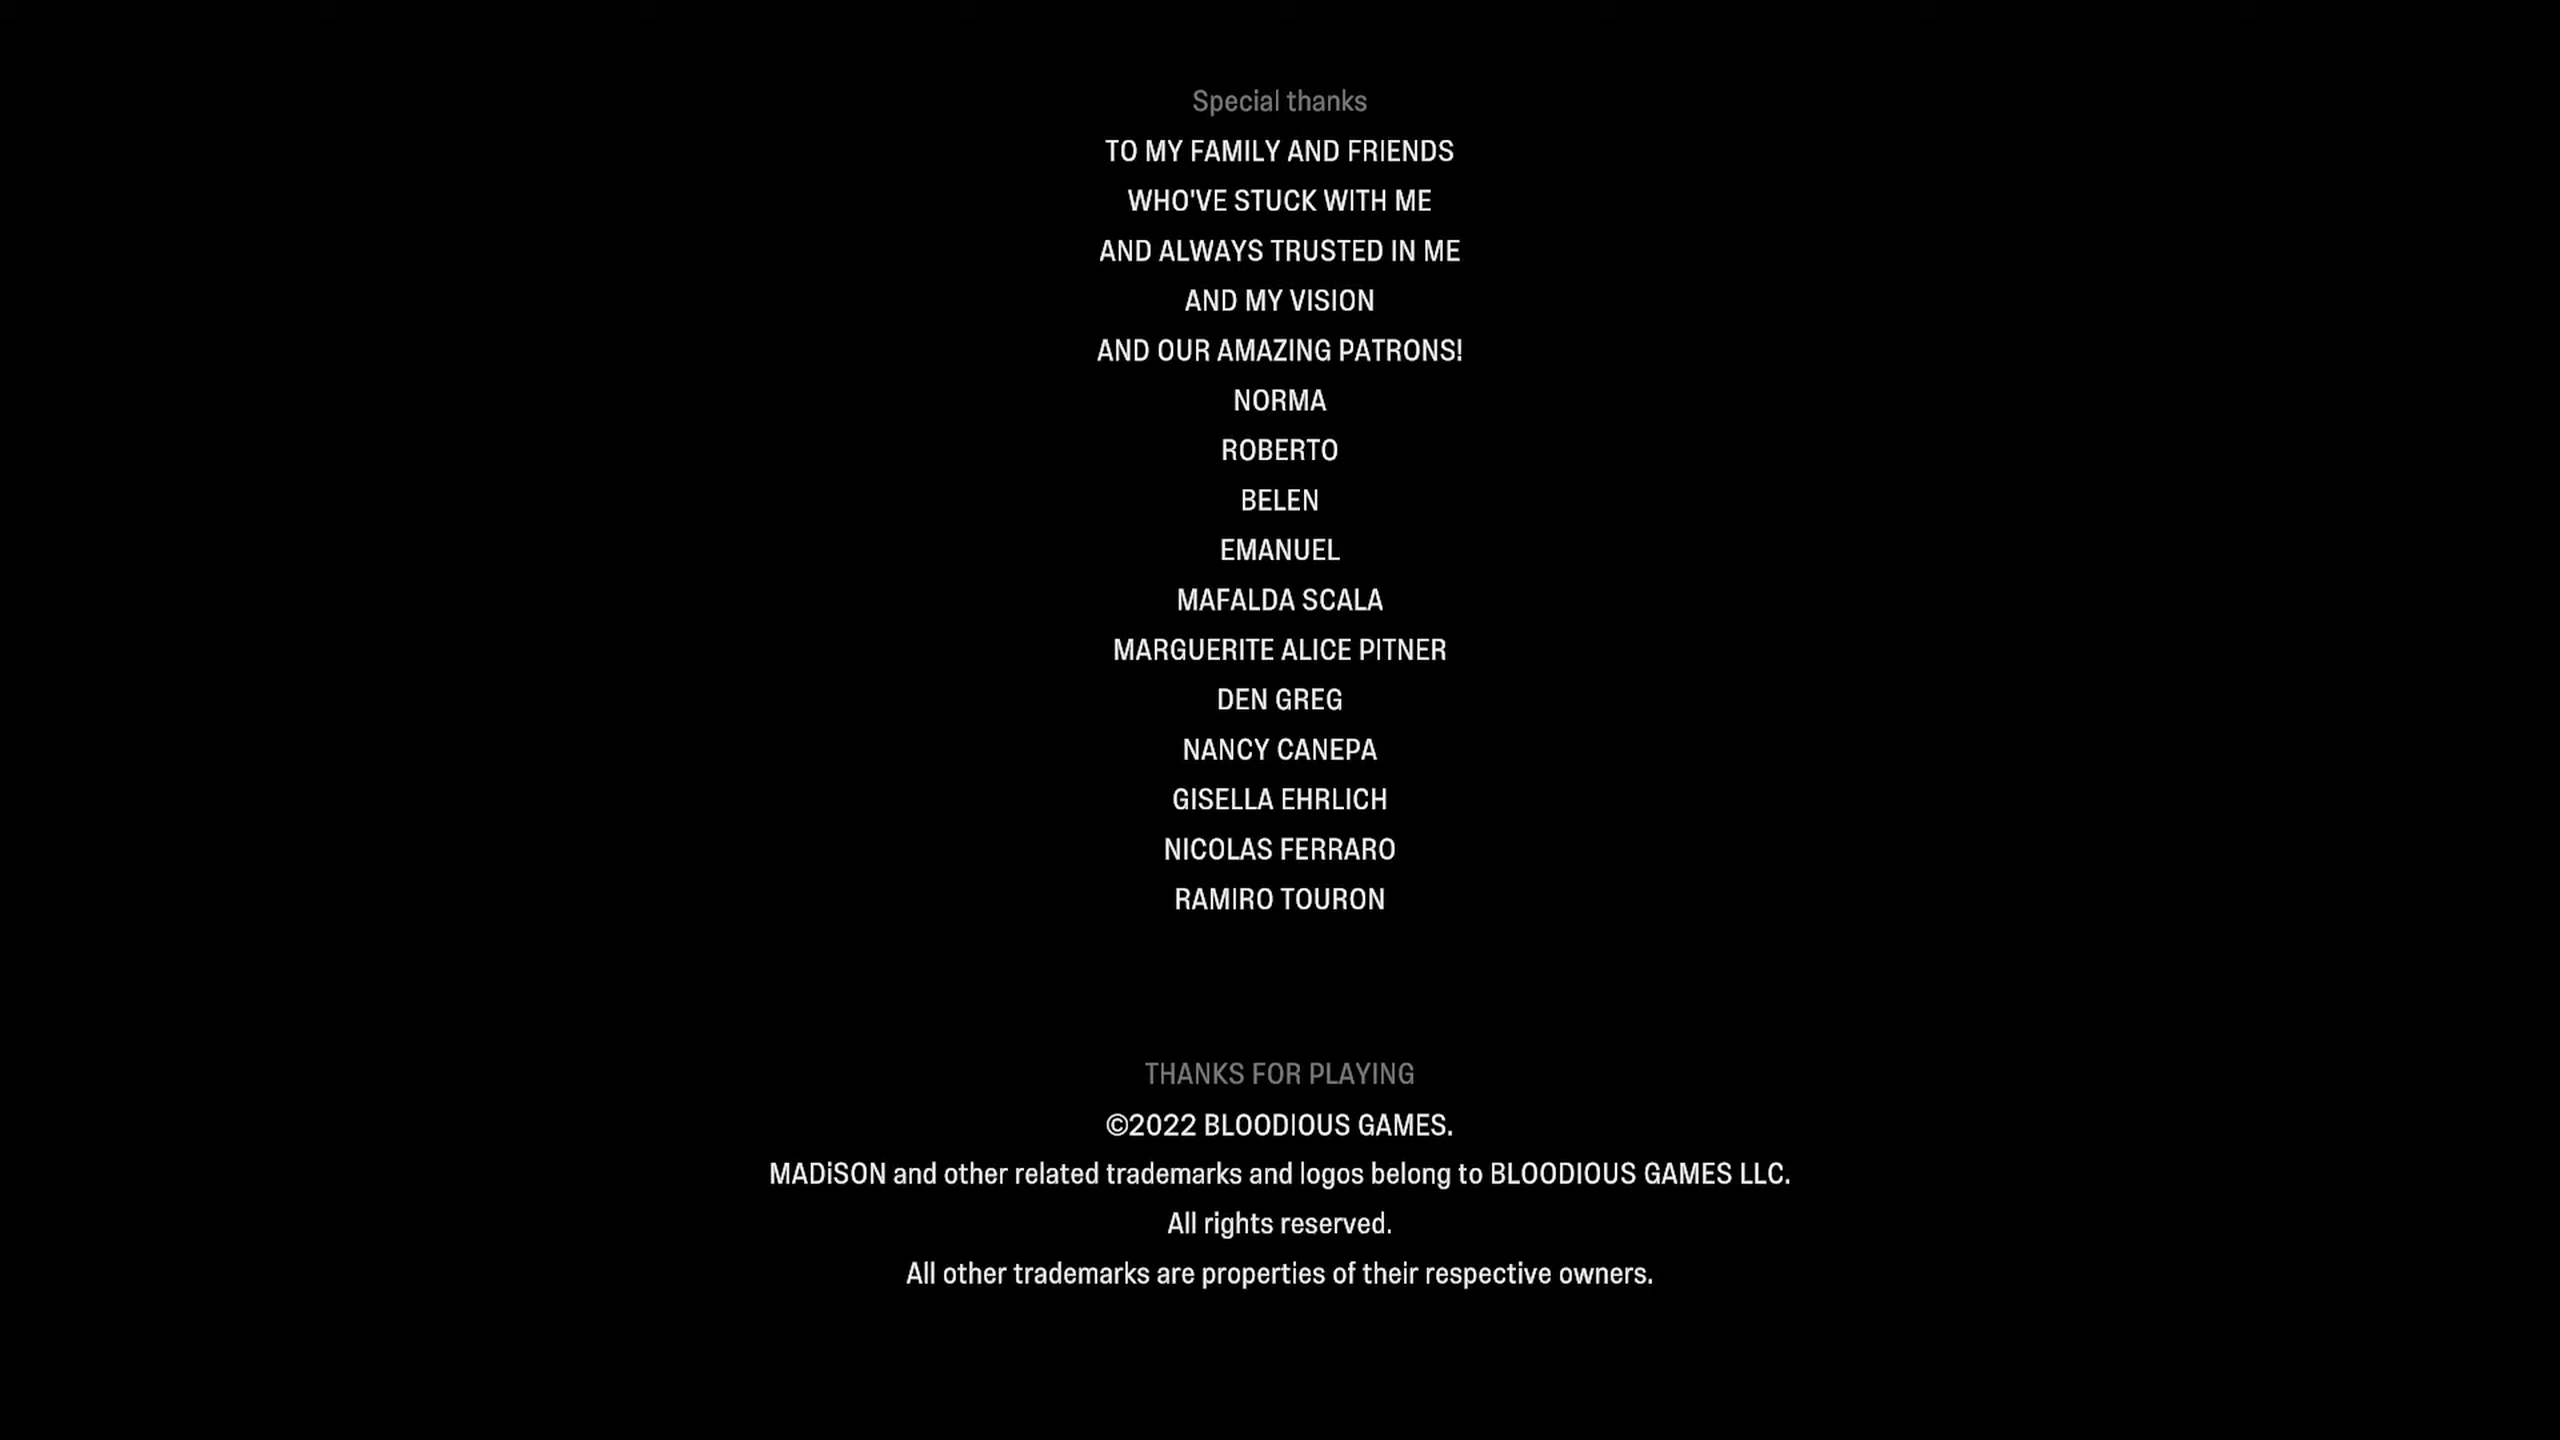 Special thanks
TO MY FAMILY AND FRIENDS
WHO'VE STUCK WITH ME
AND ALWAYS TRUSTED IN ME
AND MY VISION
AND OUR AMAZING PATRONS!
NORMA
ROBERTO
BELEN
EMANUEL
MAFALDA SCALA
MARGUERITE ALICE PITNER
DEN GREG
NANCY CANEPA
GISELLA EHRLICH
NICOLAS FERRARO
RAMIRO TOURON
THANKS FOR PLAYING
©2022 BLOODIOUS GAMES.
MADiSON and other related trademarks and logos belong to BLOODIOUS GAMES LLC.
All rights reserved.
All other trademarks are properties of their respective owners.